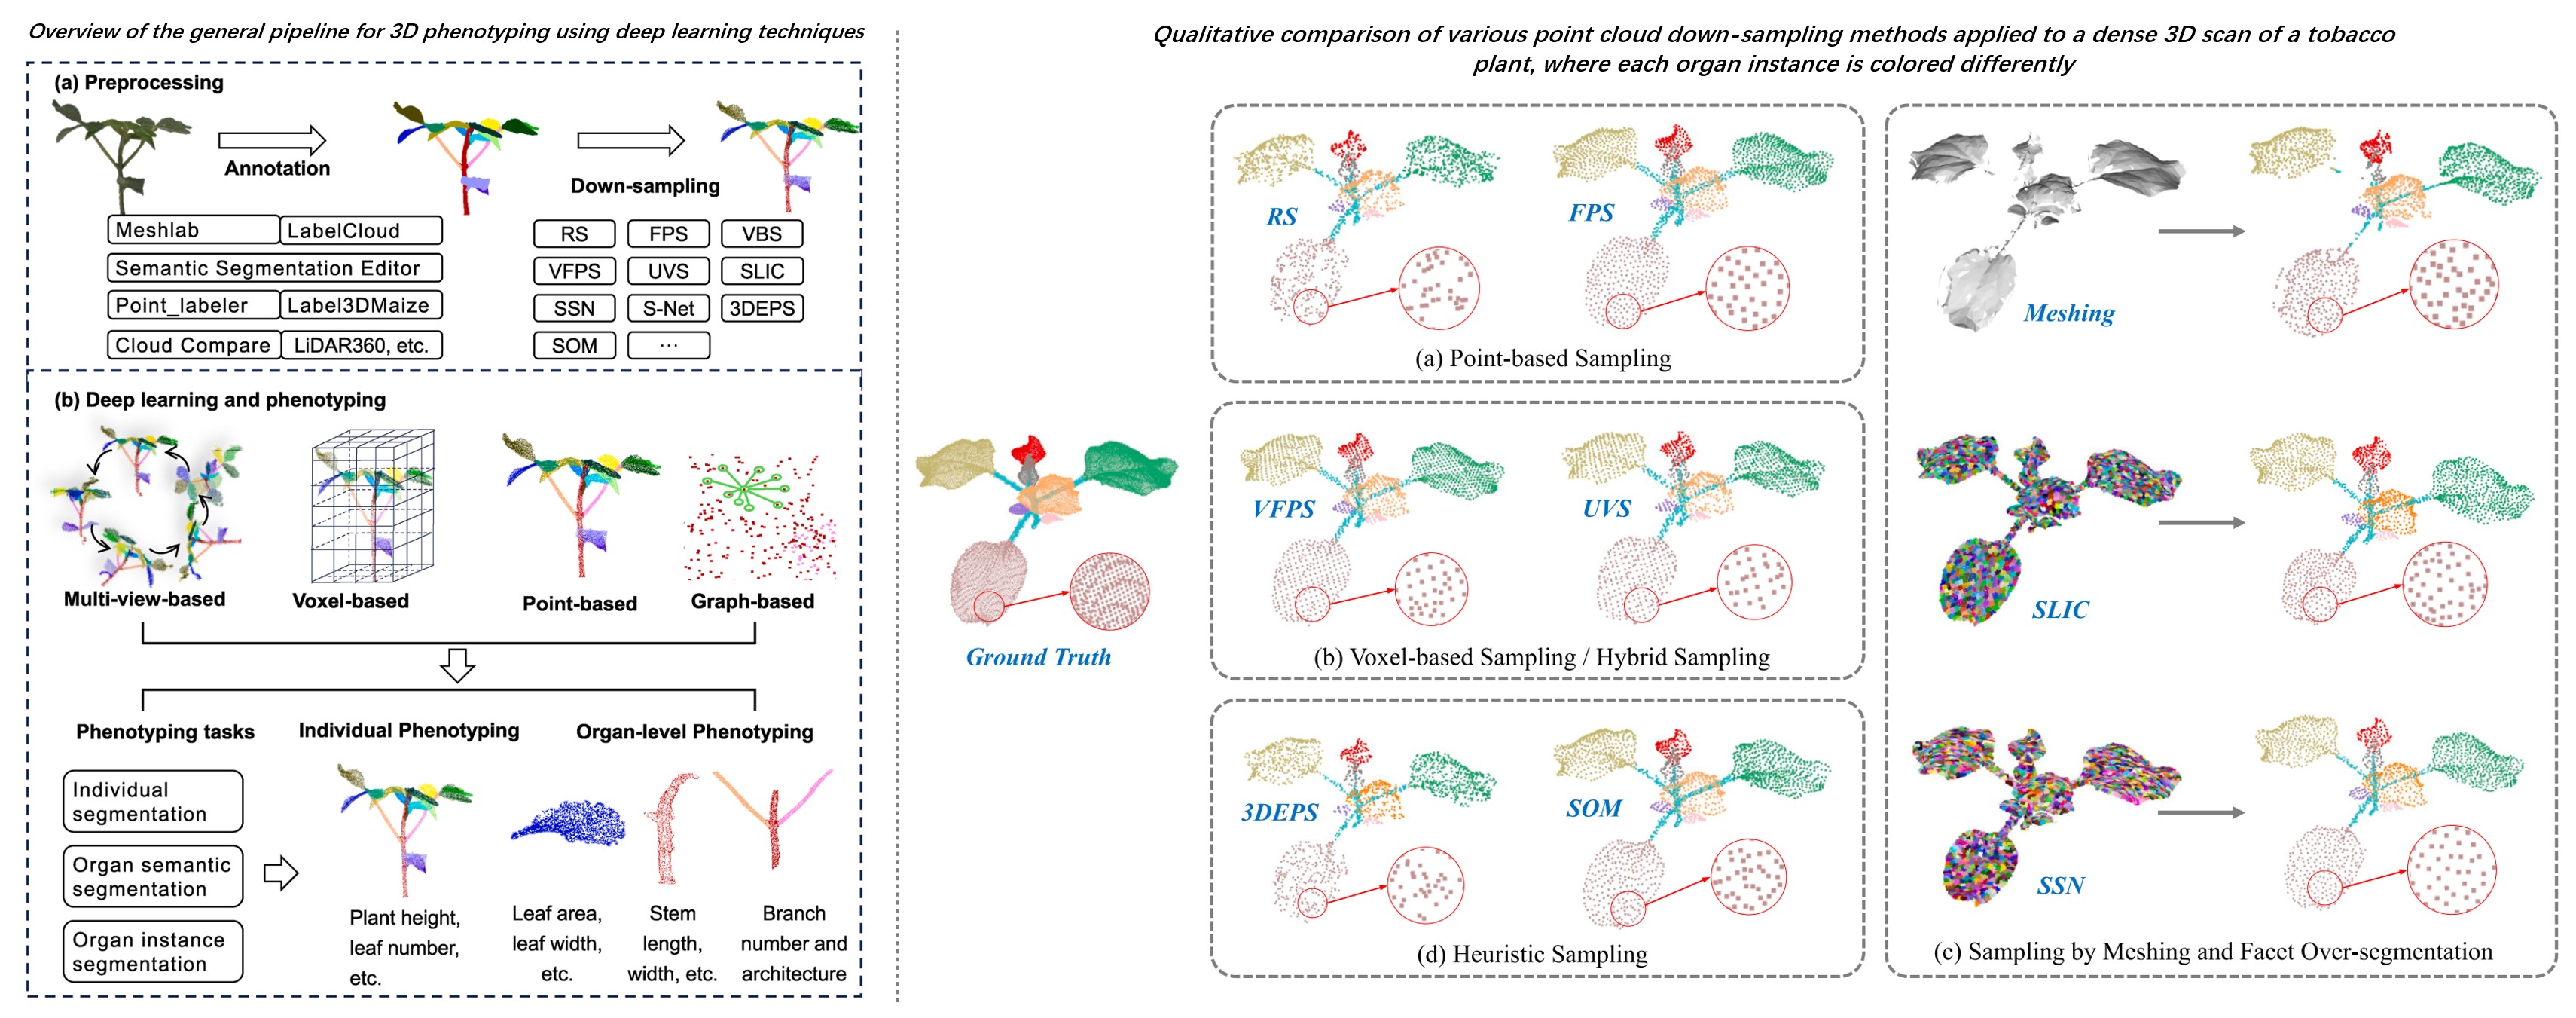 Overview of the general pipeline for 3D phenotyping using deep learning techniques
(a) Preprocessing
Annotation
Down-sampling
Meshlab
LabelCloud
Semantic Segmentation Editor
Point_labeler
Label3DMaize
Cloud Compare
LiDAR360, etc.
RS
FPS
VBS
VFPS
UVS
SLIC
SSN
S-Net
3DEPS
SOM
...
(b) Deep learning and phenotyping
Multi-view-based
Voxel-based
Point-based
Graph-based
Phenotyping tasks
Individual Phenotyping
Organ-level Phenotyping
Individual
segmentation
Organ semantic
segmentation
Organ instance
segmentation
Plant height,
leaf number,
etc.
Leaf area,
leaf width,
etc.
Stem
length,
width, etc.
Branch
number and
architecture
Qualitative comparison of various point cloud down-sampling methods applied to a dense 3D scan of a tobacco
plant, where each organ instance is colored differently
Ground Truth
RS
FPS
(a) Point-based Sampling
VFPS
UVS
(b) Voxel-based Sampling / Hybrid Sampling
3DEPS
SOM
(d) Heuristic Sampling
Meshing
SLIC
SSN
(c) Sampling by Meshing and Facet Over-segmentation